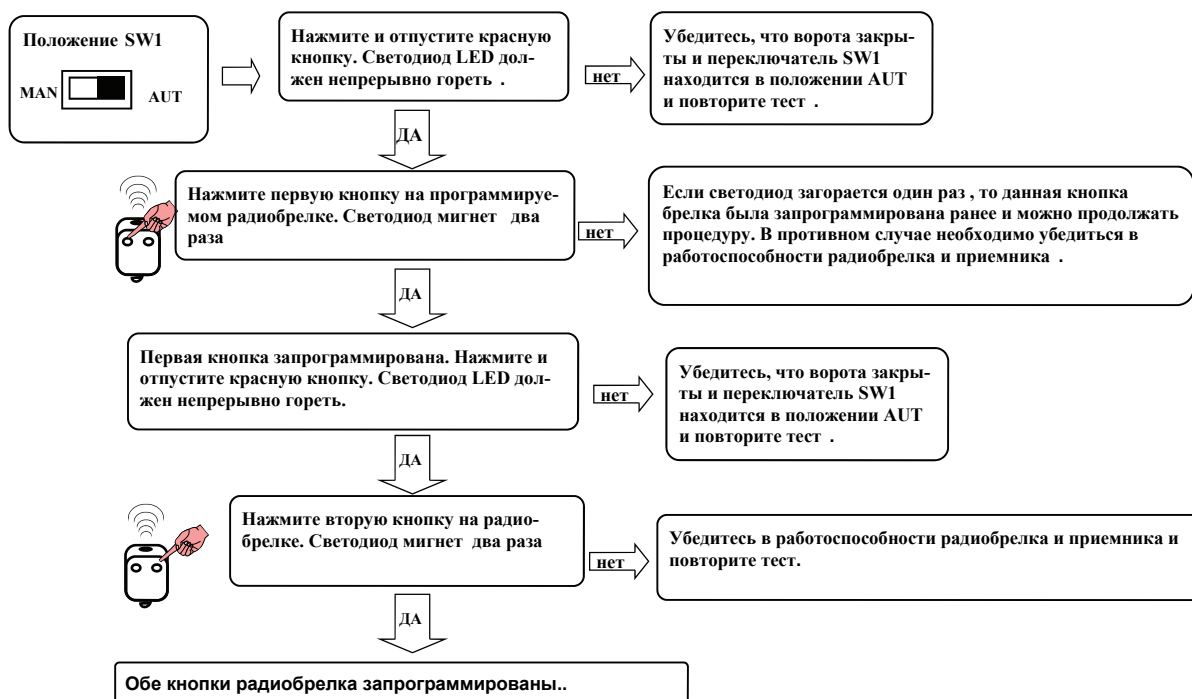 Положение SW1
MAN
AUT
Нажмите и отпустите красную
кнопку. Светодиод LED дол-
жен непрерывно гореть .
нет
Убедитесь, что ворота закры-
ты и переключатель SW1
находится в положении AUT
и повторите тест .
ДА
Нажмите первую кнопку на программируе-
мом радиобрелке. Светодиод мигнет два
раза
нет
Если светодиод загорается один раз , то данная кнопка
брелка была запрограммирована ранее и можно продолжать
процедуру. В противном случае необходимо убедиться в
работоспособности радиобрелка и приемника .
ДА
Первая кнопка запрограммирована. Нажмите и
отпустите красную кнопку. Светодиод LED дол-
жен непрерывно гореть.
нет
Убедитесь, что ворота закры-
ты и переключатель SW1
находится в положении AUT
и повторите тест .
ДА
Нажмите вторую кнопку на радио-
брелке. Светодиод мигнет два раза
нет
Убедитесь в работоспособности радиобрелка и приемника и
повторите тест.
ДА
Обе кнопки радиобрелка запрограммированы..